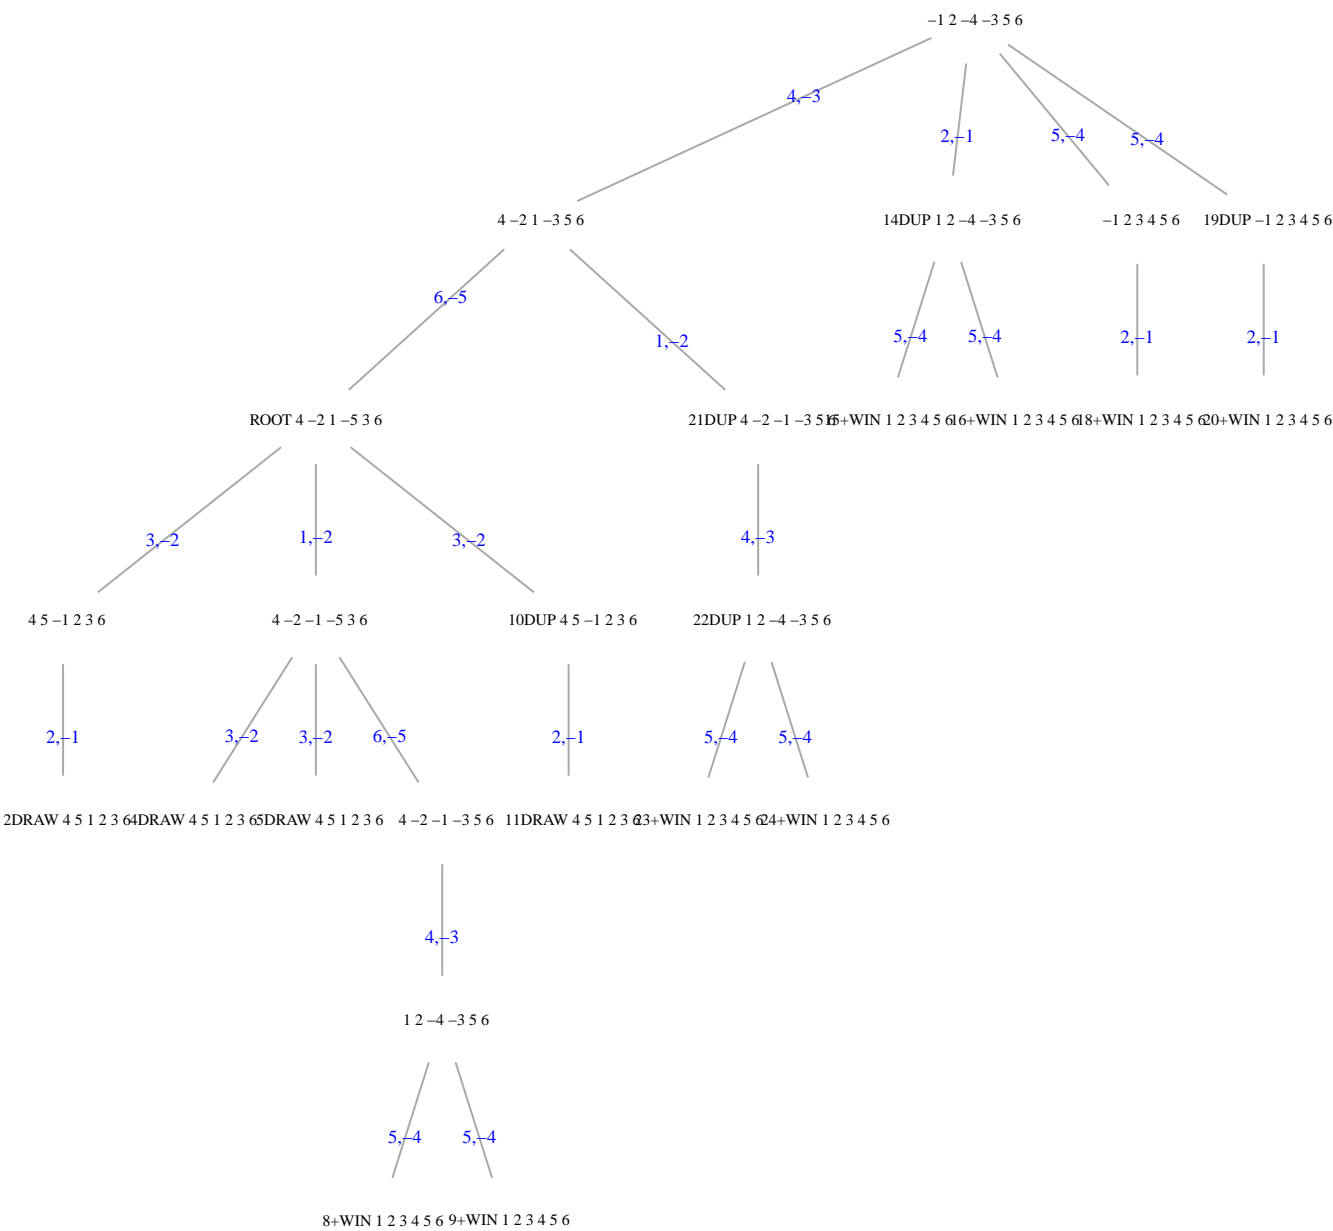 −1 2 −4 −3 5 6
4,−3
2,−1
5,−4
5,−4
4 −2 1 −3 5 6
14DUP 1 2 −4 −3 5 6
−1 2 3 4 5 6
19DUP −1 2 3 4 5 6
6,−5
1,−2
5,−4
5,−4
2,−1
2,−1
ROOT 4 −2 1 −5 3 6
21DUP 4 −2 −1 −3 5 6
15+WIN 1 2 3 4 5 6
16+WIN 1 2 3 4 5 6
18+WIN 1 2 3 4 5 6
20+WIN 1 2 3 4 5 6
3,−2
1,−2
3,−2
4,−3
4 5 −1 2 3 6
4 −2 −1 −5 3 6
10DUP 4 5 −1 2 3 6
22DUP 1 2 −4 −3 5 6
2,−1
3,−2
3,−2
6,−5
2,−1
5,−4
5,−4
2DRAW 4 5 1 2 3 6
4DRAW 4 5 1 2 3 6
5DRAW 4 5 1 2 3 6
4 −2 −1 −3 5 6
11DRAW 4 5 1 2 3 6
23+WIN 1 2 3 4 5 6
24+WIN 1 2 3 4 5 6
4,−3
1 2 −4 −3 5 6
5,−4
5,−4
8+WIN 1 2 3 4 5 6
9+WIN 1 2 3 4 5 6